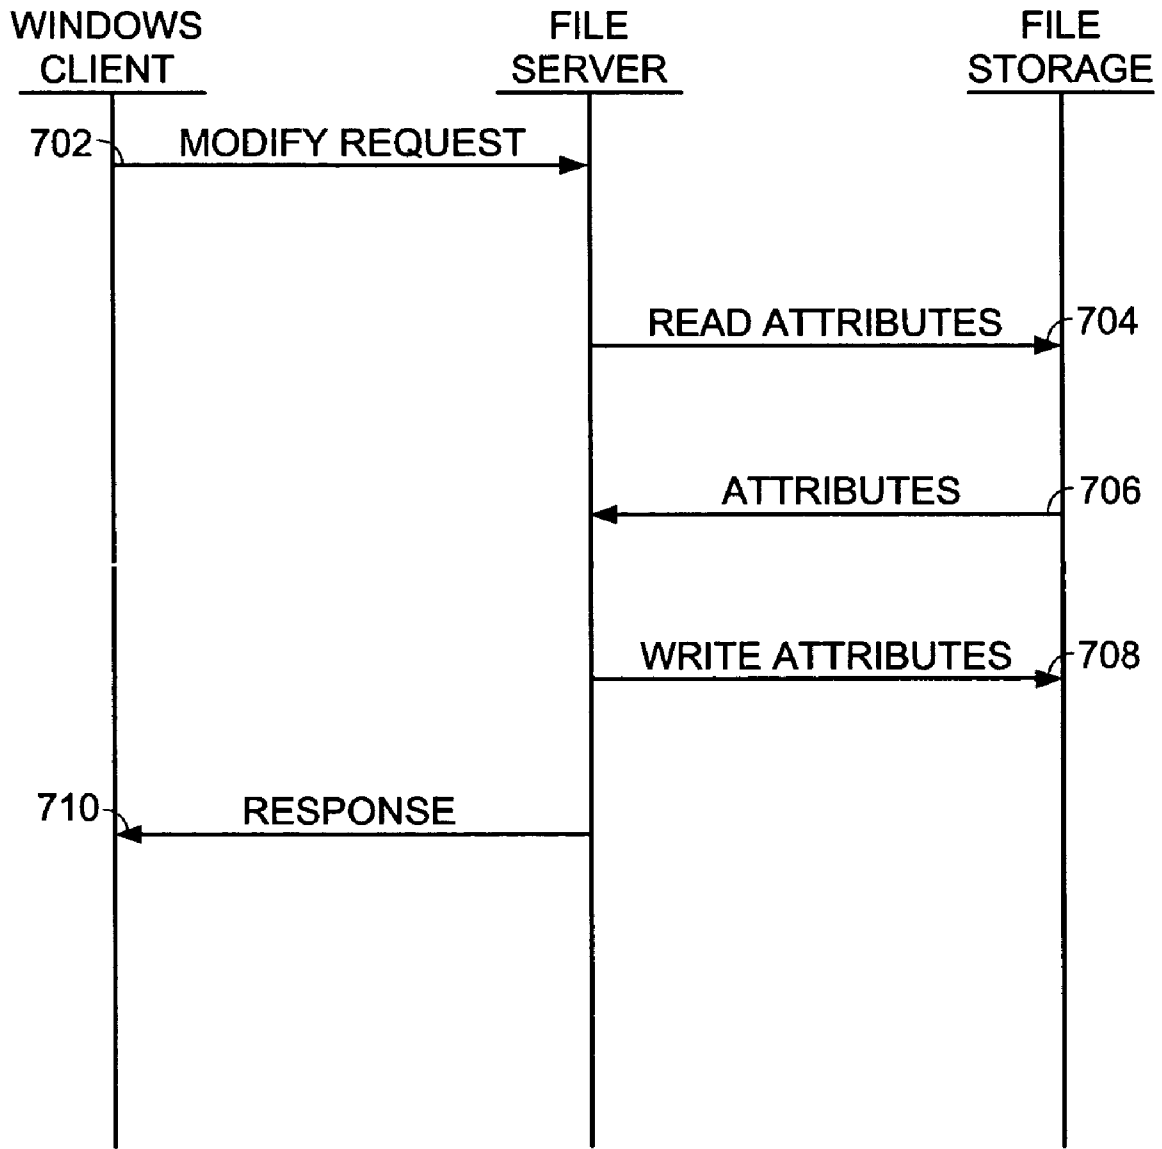 WINDOWS
CLIENT
FILE
SERVER
FILE
STORAGE
702
MODIFY REQUEST
READ ATTRIBUTES
704
ATTRIBUTES
706
WRITE ATTRIBUTES
708
710
RESPONSE